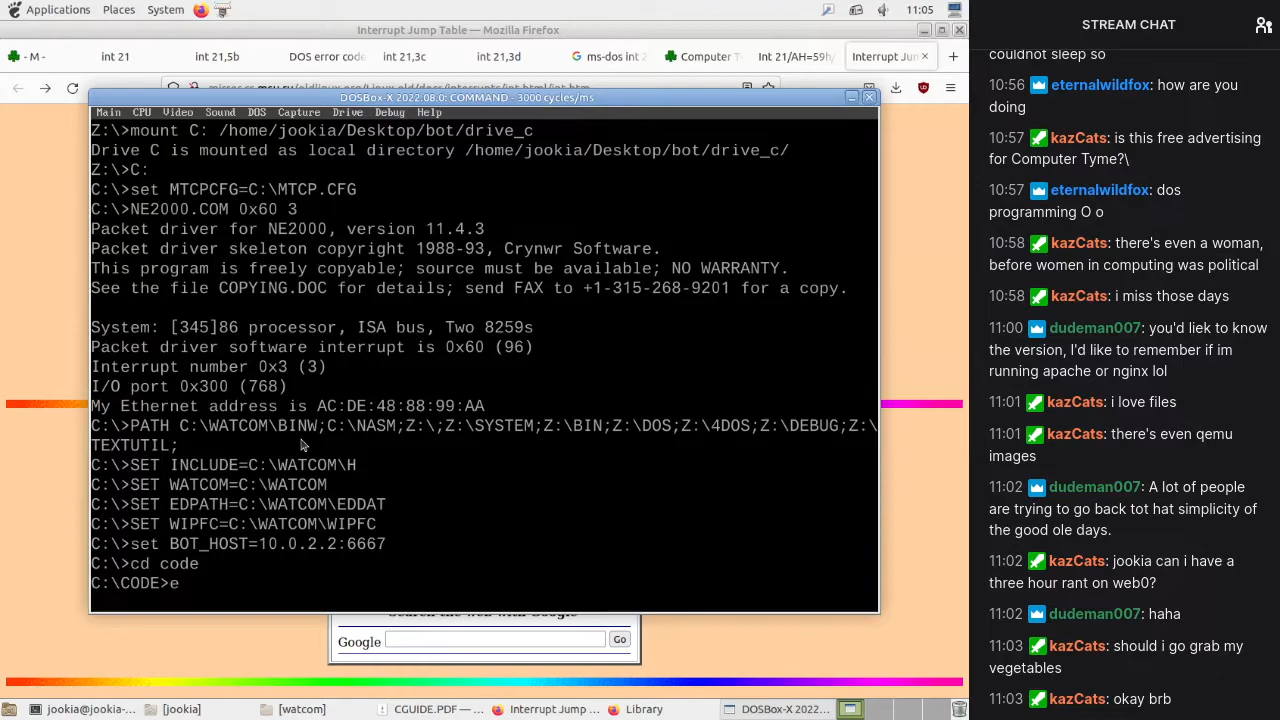 Applications Places System 11:05
Interrupt Jump Table — Mozilla Firefox
- M - int 21 int 21,5b DOS error code int 21,3c int 21,3d ms-dos int 2 Computer T Int 21/AH=59h/ Interrupt Jum
DOSBox-X 2022.08.0: COMMAND - 3000 cycles/ms
Main CPU Video Sound DOS Capture Drive Debug Help
Z:\>mount C: /home/jookia/Desktop/bot/drive_c
Drive C is mounted as local directory /home/jookia/Desktop/bot/drive_c/
Z:\>C:
C:\>set MTCPCFG=C:\MTCP.CFG
C:\>NE2000.COM 0x60 3
Packet driver for NE2000, version 11.4.3
Packet driver skeleton copyright 1988-93, Crynwr Software.
This program is freely copyable; source must be available; NO WARRANTY.
See the file COPYING.DOC for details; send FAX to +1-315-268-9201 for a copy.
System: [345]86 processor, ISA bus, Two 8259s
Packet driver software interrupt is 0x60 (96)
Interrupt number 0x3 (3)
I/O port 0x300 (768)
My Ethernet address is AC:DE:48:88:99:AA
C:\>PATH C:\WATCOM\BINW;C:\NASM;Z:\;Z:\SYSTEM;Z:\BIN;Z:\DOS;Z:\4DOS;Z:\DEBUG;Z:\
TEXTUTIL;
C:\>SET INCLUDE=C:\WATCOM\H
C:\>SET WATCOM=C:\WATCOM
C:\>SET EDPATH=C:\WATCOM\EDDAT
C:\>SET WIPFC=C:\WATCOM\WIPFC
C:\>set BOT_HOST=10.0.2.2:6667
C:\>cd code
C:\CODE>e
Google Go
jookia@jookia-... [jookia] [watcom] CGUIDE.PDF —... Interrupt Jump ... Library DOSBox-X 2022...
STREAM CHAT
couldnot sleep so
10:56 eternalwildfox: how are you
doing
10:57 kazCats: is this free advertising
for Computer Tyme?\
10:57 eternalwildfox: dos
programming O o
10:58 kazCats: there's even a woman,
before women in computing was political
10:58 kazCats: i miss those days
11:00 dudeman007: you'd liek to know
the version, I'd like to remember if im
running apache or nginx lol
11:01 kazCats: i love files
11:01 kazCats: there's even qemu
images
11:02 dudeman007: A lot of people
are trying to go back tot hat simplicity of
the good ole days.
11:02 kazCats: jookia can i have a
three hour rant on web0?
11:02 dudeman007: haha
11:03 kazCats: should i go grab my
vegetables
11:03 kazCats: okay brb